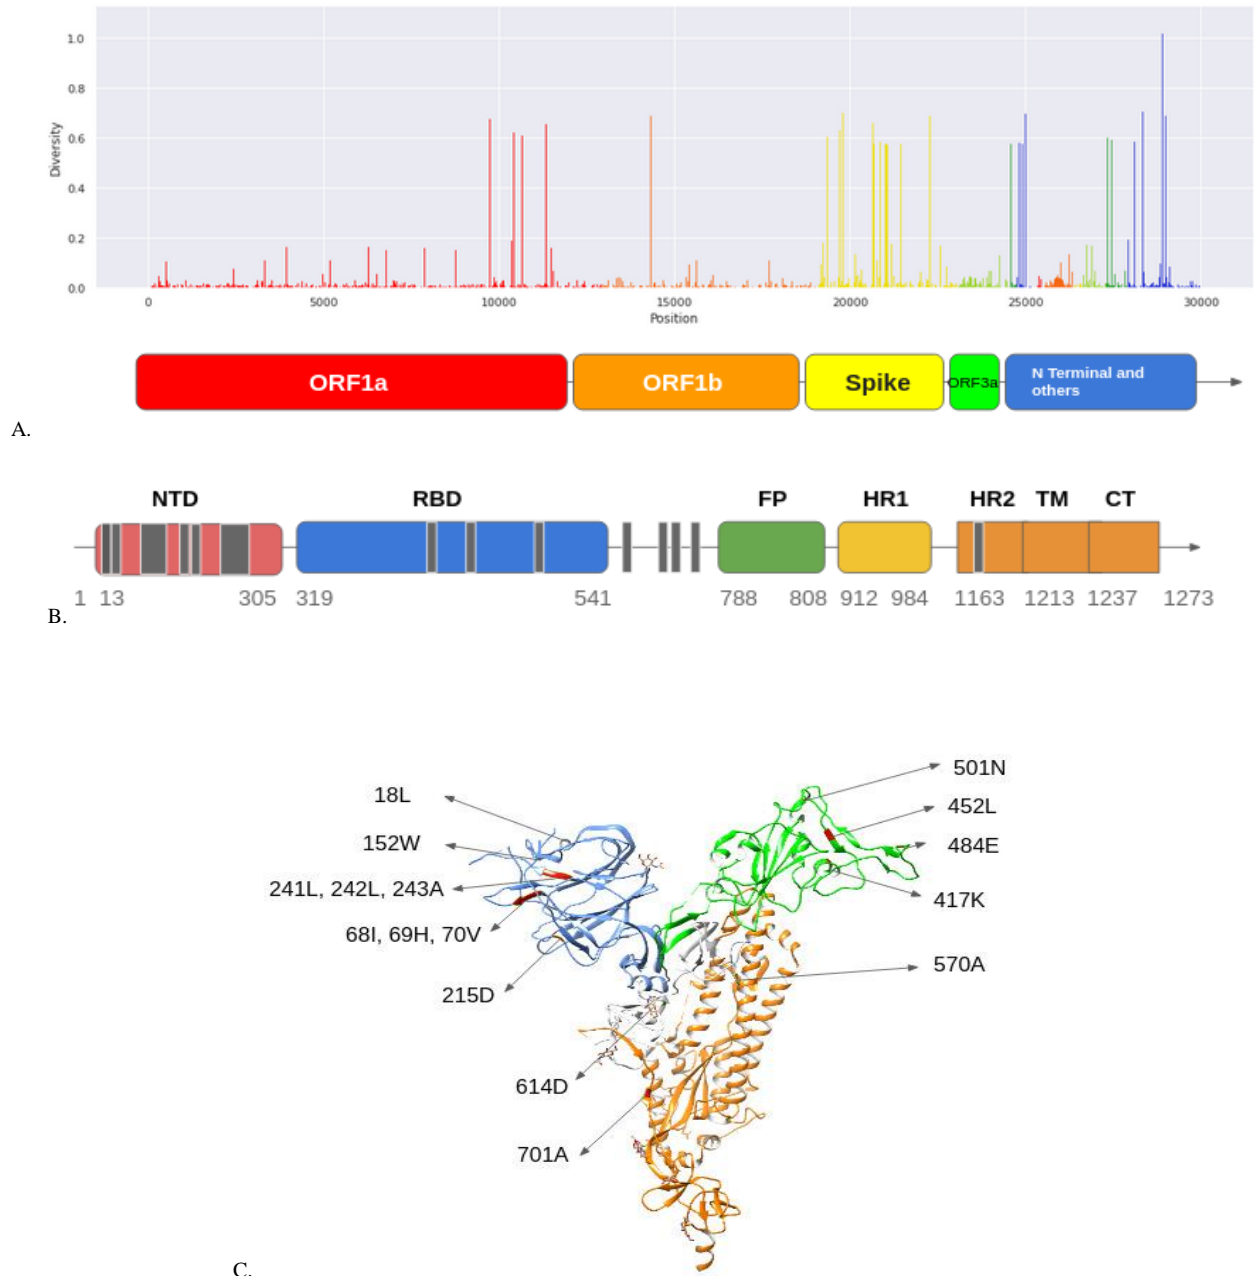 1.0
0.8
0.6
0.4
0.2
0.0
Diversity
0 5000 10000 15000 20000 25000 30000
Position
ORF1a ORF1b Spike ORF3a N Terminal and
others
A.
NTD RBD FP HR1 HR2 TM CT
1 13 305 319 541 788 808 912 984 1163 1213 1237 1273
B.
501N
18L
452L
152W
484E
241L, 242L, 243A
417K
68I, 69H, 70V
570A
215D
614D
701A
C.